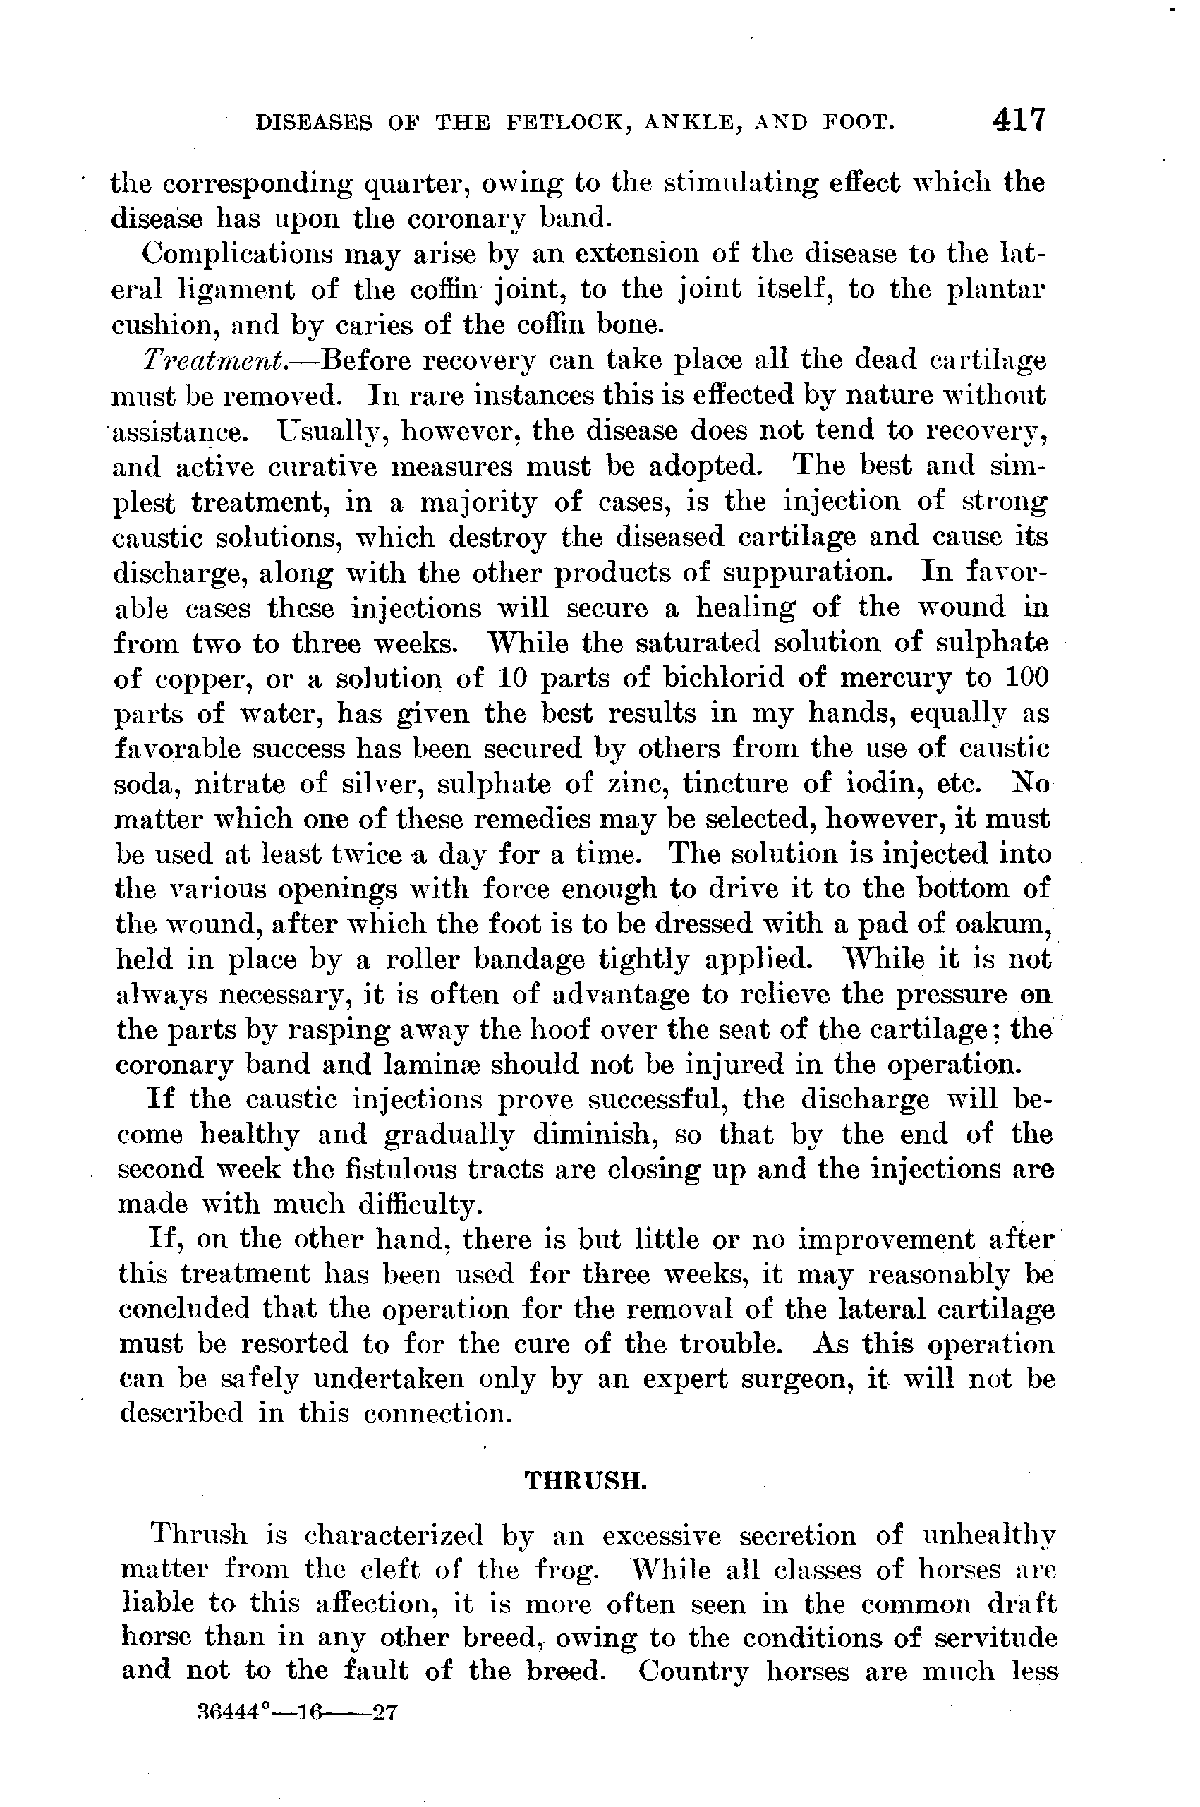 DISEASES OF THE FETLOCK, ANKLE, AND FOOT. 417
the corresponding quarter, owing to the stimulating effect which the
disease has upon the coronary band.
Complications may arise by an extension of the disease to the lat-
eral ligament of the coffin joint, to the joint itself, to the plantar
cushion, and by caries of the coffin bone.
Treatment.—Before recovery can take place all the dead cartilage
must be removed. In rare instances this is effected by nature without
assistance. Usually, however, the disease does not tend to recovery,
and active curative measures must be adopted. The best and sim-
plest treatment, in a majority of cases, is the injection of strong
caustic solutions, which destroy the diseased cartilage and cause its
discharge, along with the other products of suppuration. In favor-
able cases these injections will secure a healing of the wound in
from two to three weeks. While the saturated solution of sulphate
of copper, or a solution of 10 parts of bichlorid of mercury to 100
parts of water, has given the best results in my hands, equally as
favorable success has been secured by others from the use of caustic
soda, nitrate of silver, sulphate of zinc, tincture of iodin, etc. No
matter which one of these remedies may be selected, however, it must
be used at least twice a day for a time. The solution is injected into
the various openings with force enough to drive it to the bottom of
the wound, after which the foot is to be dressed with a pad of oakum,
held in place by a roller bandage tightly applied. While it is not
always necessary, it is often of advantage to relieve the pressure on
the parts by rasping away the hoof over the seat of the cartilage; the
coronary band and laminæ should not be injured in the operation.
If the caustic injections prove successful, the discharge will be-
come healthy and gradually diminish, so that by the end of the
second week the fistulous tracts are closing up and the injections are
made with much difficulty.
If, on the other hand, there is but little or no improvement after
this treatment has been used for three weeks, it may reasonably be
concluded that the operation for the removal of the lateral cartilage
must be resorted to for the cure of the trouble. As this operation
can be safely undertaken only by an expert surgeon, it will not be
described in this connection.
THRUSH.
Thrush is characterized by an excessive secretion of unhealthy
matter from the cleft of the frog. While all classes of horses are
liable to this affection, it is more often seen in the common draft
horse than in any other breed, owing to the conditions of servitude
and not to the fault of the breed. Country horses are much less
36444°—16——27